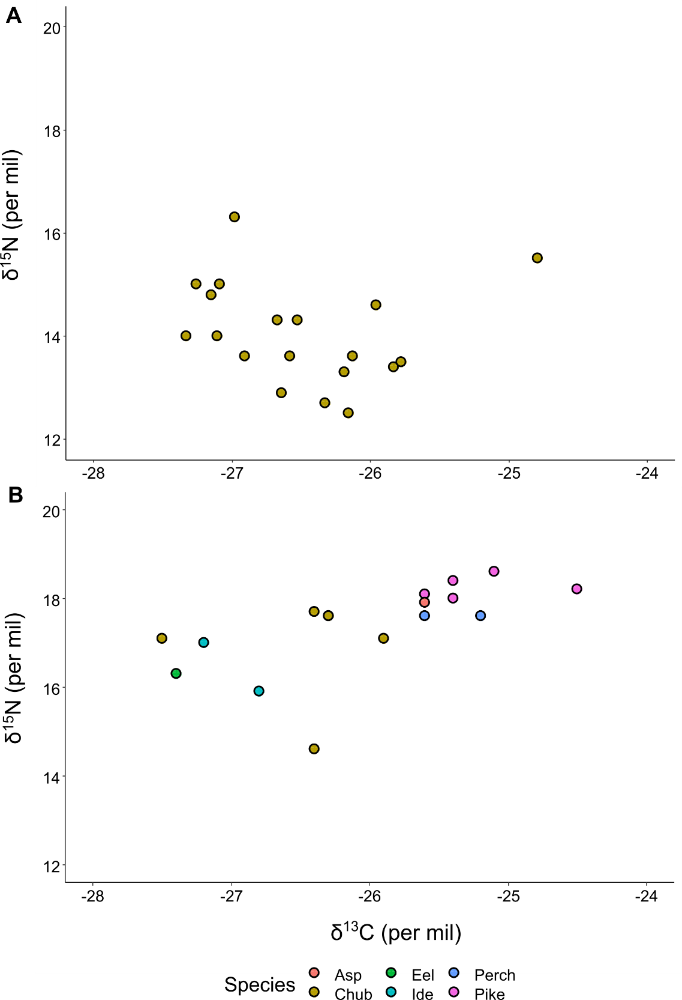 A
20
18
16
14
12
δ¹⁵N (per mil)
-28 -27 -26 -25 -24
B
20
18
16
14
12
δ¹⁵N (per mil)
-28 -27 -26 -25 -24
δ¹³C (per mil)
Species
Asp Eel Perch
Chub Ide Pike